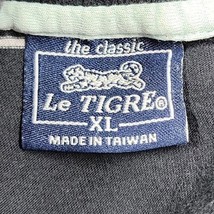 the classic
Le TIGRE®
XL
MADE IN TAIWAN